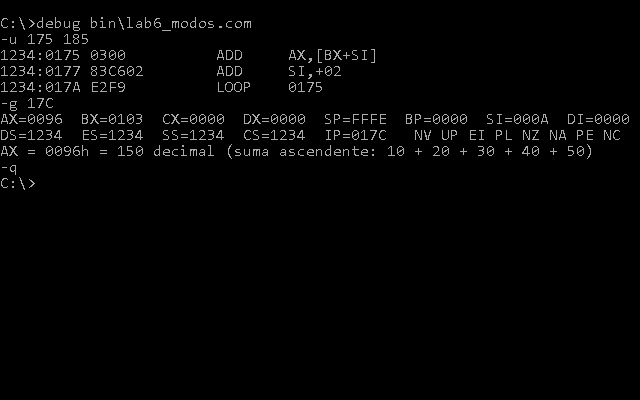 C:\>debug bin\lab6_modos.com
-u 175 185
1234:0175 0300          ADD     AX,[BX+SI]
1234:0177 83C602        ADD     SI,+02
1234:017A E2F9          LOOP    0175
-g 17C
AX=0096  BX=0103  CX=0000  DX=0000  SP=FFFE  BP=0000  SI=000A  DI=0000
DS=1234  ES=1234  SS=1234  CS=1234  IP=017C   NV UP EI PL NZ NA PE NC
AX = 0096h = 150 decimal (suma ascendente: 10 + 20 + 30 + 40 + 50)
-q
C:\>